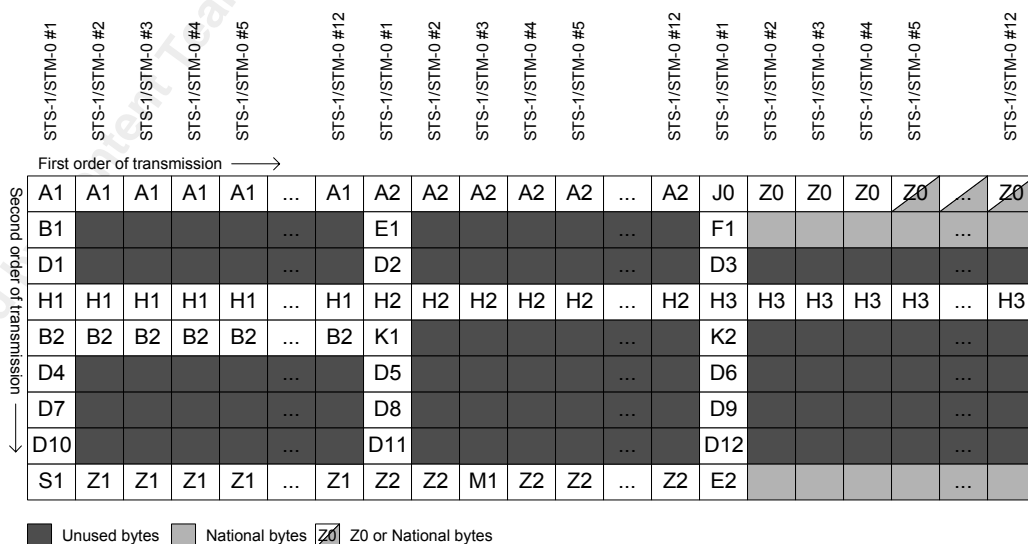 STS-1/STM-0 #1 STS-1/STM-0 #2 STS-1/STM-0 #3 STS-1/STM-0 #4 STS-1/STM-0 #5 STS-1/STM-0 #12 STS-1/STM-0 #1 STS-1/STM-0 #2 STS-1/STM-0 #3 STS-1/STM-0 #4 STS-1/STM-0 #5 STS-1/STM-0 #12 STS-1/STM-0 #1 STS-1/STM-0 #2 STS-1/STM-0 #3 STS-1/STM-0 #4 STS-1/STM-0 #5 STS-1/STM-0 #12
First order of transmission
Second order of transmission
A1 A1 A1 A1 A1 ... A1 A2 A2 A2 A2 A2 ... A2 J0 Z0 Z0 Z0 Z0 ... Z0
B1 ... E1 ... F1 ...
D1 ... D2 ... D3 ...
H1 H1 H1 H1 H1 ... H1 H2 H2 H2 H2 H2 ... H2 H3 H3 H3 H3 H3 ... H3
B2 B2 B2 B2 B2 ... B2 K1 ... K2 ...
D4 ... D5 ... D6 ...
D7 ... D8 ... D9 ...
D10 ... D11 ... D12 ...
S1 Z1 Z1 Z1 Z1 ... Z1 Z2 Z2 M1 Z2 Z2 ... Z2 E2 ...
Unused bytes National bytes Z0 Z0 or National bytes